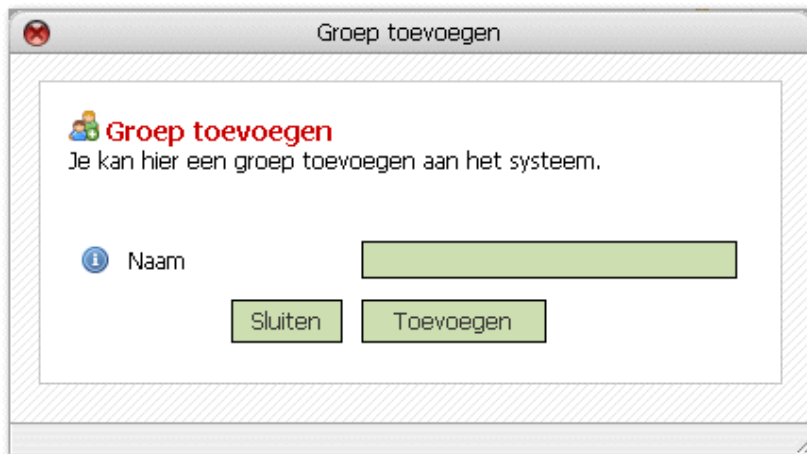 Groep toevoegen
Groep toevoegen
Je kan hier een groep toevoegen aan het systeem.
Naam
Sluiten Toevoegen